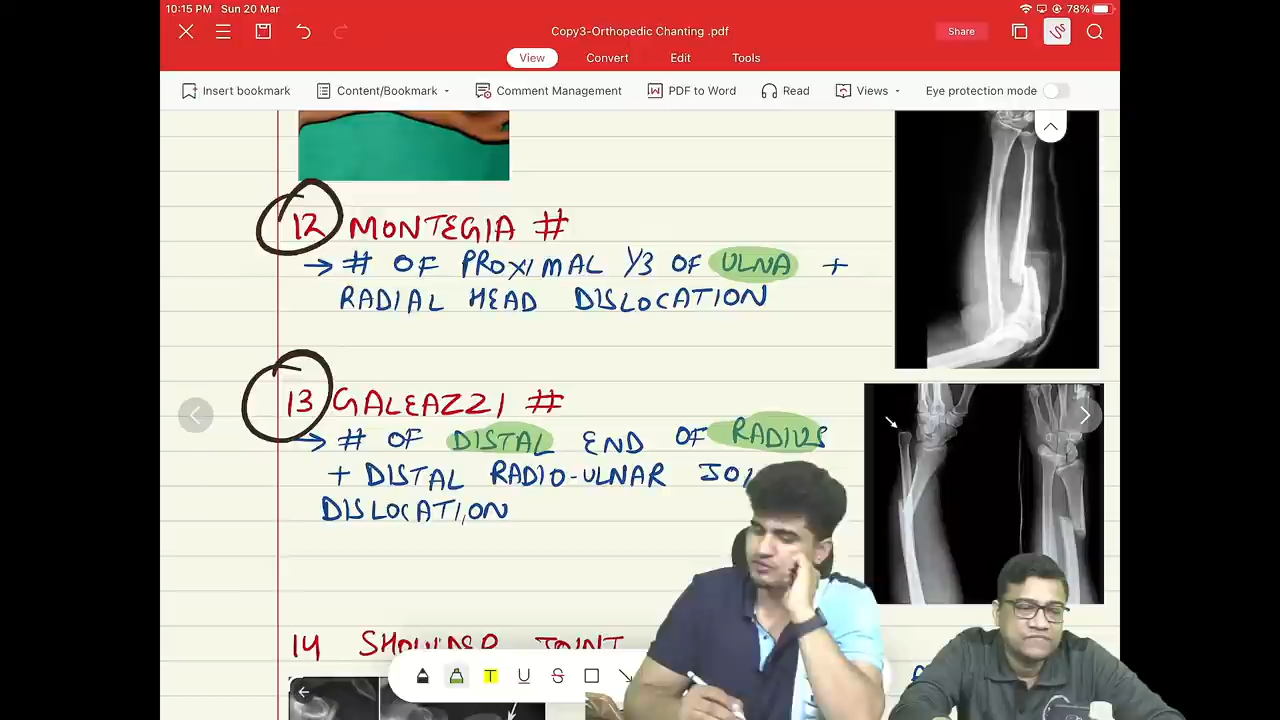 10:15 PM Sun 20 Mar
78%
Copy3-Orthopedic Chanting .pdf
Share
View Convert Edit Tools
Insert bookmark Content/Bookmark Comment Management PDF to Word Read Views Eye protection mode
12 MONTEGIA #
→ # OF PROXIMAL 1/3 OF ULNA +
RADIAL HEAD DISLOCATION
13 GALEAZZI #
→ # OF DISTAL END OF RADIUS
+ DISTAL RADIO-ULNAR
DISLOCATION
14 SHOULDER JOINT
T U S